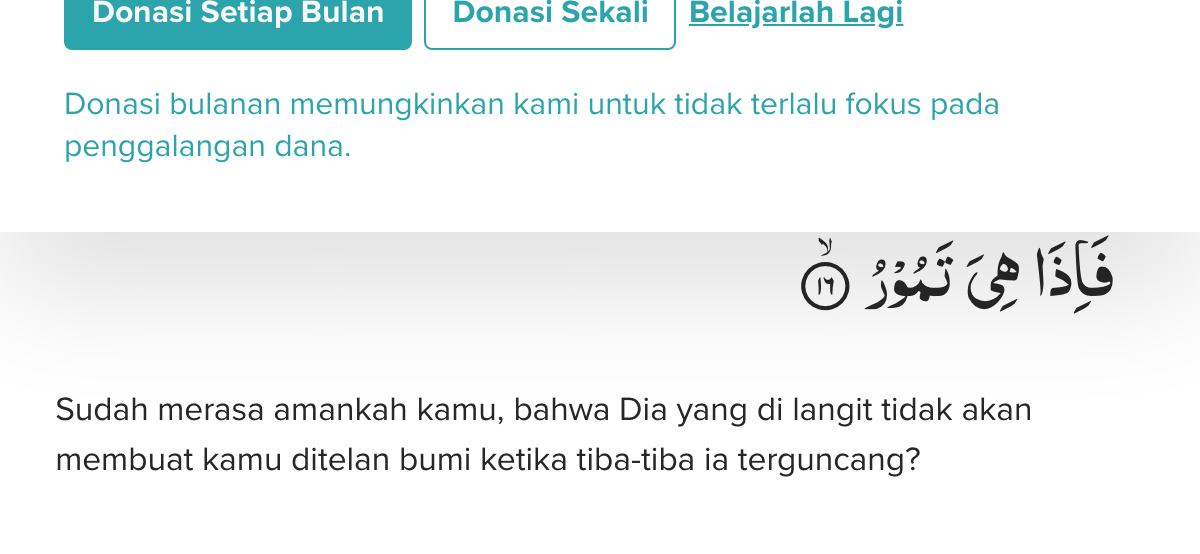 Donasi Setiap Bulan Donasi Sekali Belajarlah Lagi
Donasi bulanan memungkinkan kami untuk tidak terlalu fokus pada
penggalangan dana.
فَاِذَا هِيَ تَمُوْرُۙ ١٦
Sudah merasa amankah kamu, bahwa Dia yang di langit tidak akan
membuat kamu ditelan bumi ketika tiba-tiba ia terguncang?